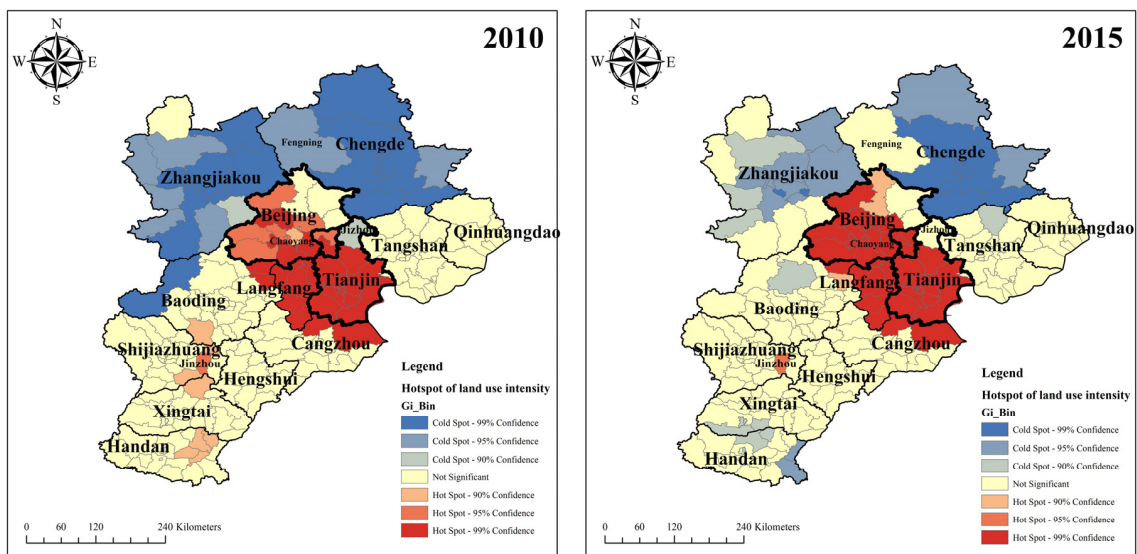 N
2010
W E
S
Fengning
Chengde
Zhangjiakou
Beijing
Chaoyang
Jizhou
Qinhuangdao
Tangshan
Tianjin
Langfang
Baoding
Cangzhou
Shijiazhuang
Jinzhou
Hengshui
Xingtai
Handan
Legend
Hotspot of land use intensity
Gi_Bin
Cold Spot - 99% Confidence
Cold Spot - 95% Confidence
Cold Spot - 90% Confidence
Not Significant
Hot Spot - 90% Confidence
Hot Spot - 95% Confidence
Hot Spot - 99% Confidence
0 60 120 240 Kilometers
N
2015
W E
S
Fengning
Chengde
Zhangjiakou
Beijing
Chaoyang
Jizhou
Qinhuangdao
Tangshan
Tianjin
Langfang
Baoding
Cangzhou
Shijiazhuang
Jinzhou
Hengshui
Xingtai
Handan
Legend
Hotspot of land use intensity
Gi_Bin
Cold Spot - 99% Confidence
Cold Spot - 95% Confidence
Cold Spot - 90% Confidence
Not Significant
Hot Spot - 90% Confidence
Hot Spot - 95% Confidence
Hot Spot - 99% Confidence
0 60 120 240 Kilometers